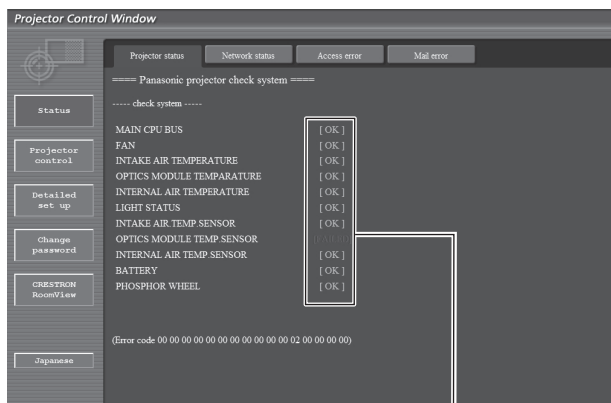 Projector Control Window
Projector status
Network status
Access error
Mail error
==== Panasonic projector check system ====
----- check system -----
MAIN CPU BUS [ OK ]
FAN [ OK ]
INTAKE AIR TEMPERATURE [ OK ]
OPTICS MODULE TEMPARATURE [ OK ]
INTERNAL AIR TEMPERATURE [ OK ]
LIGHT STATUS [ OK ]
INTAKE AIR TEMP.SENSOR [ OK ]
OPTICS MODULE TEMP.SENSOR
INTERNAL AIR TEMP.SENSOR [ OK ]
BATTERY [ OK ]
PHOSPHOR WHEEL [ OK ]
(Error code 00 00 00 00 00 00 00 00 00 00 00 02 00 00 00 00)
Status
Projector
control
Detailed
set up
Change
password
CRESTRON
RoomView
Japanese